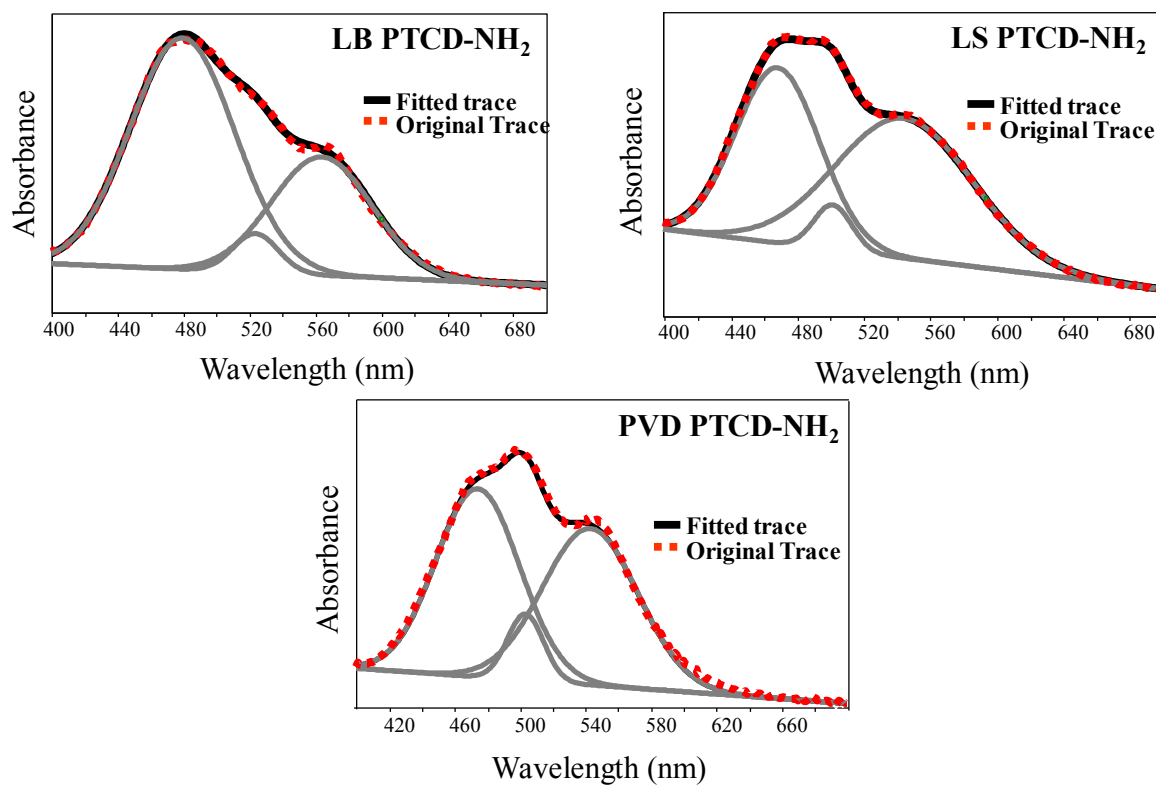 LB PTCD-NH₂
Fitted trace
Original Trace
Absorbance
400 440 480 520 560 600 640 680
Wavelength (nm)
LS PTCD-NH₂
Fitted trace
Original Trace
Absorbance
400 440 480 520 560 600 640 680
Wavelength (nm)
PVD PTCD-NH₂
Fitted trace
Original Trace
Absorbance
420 460 500 540 580 620 660
Wavelength (nm)